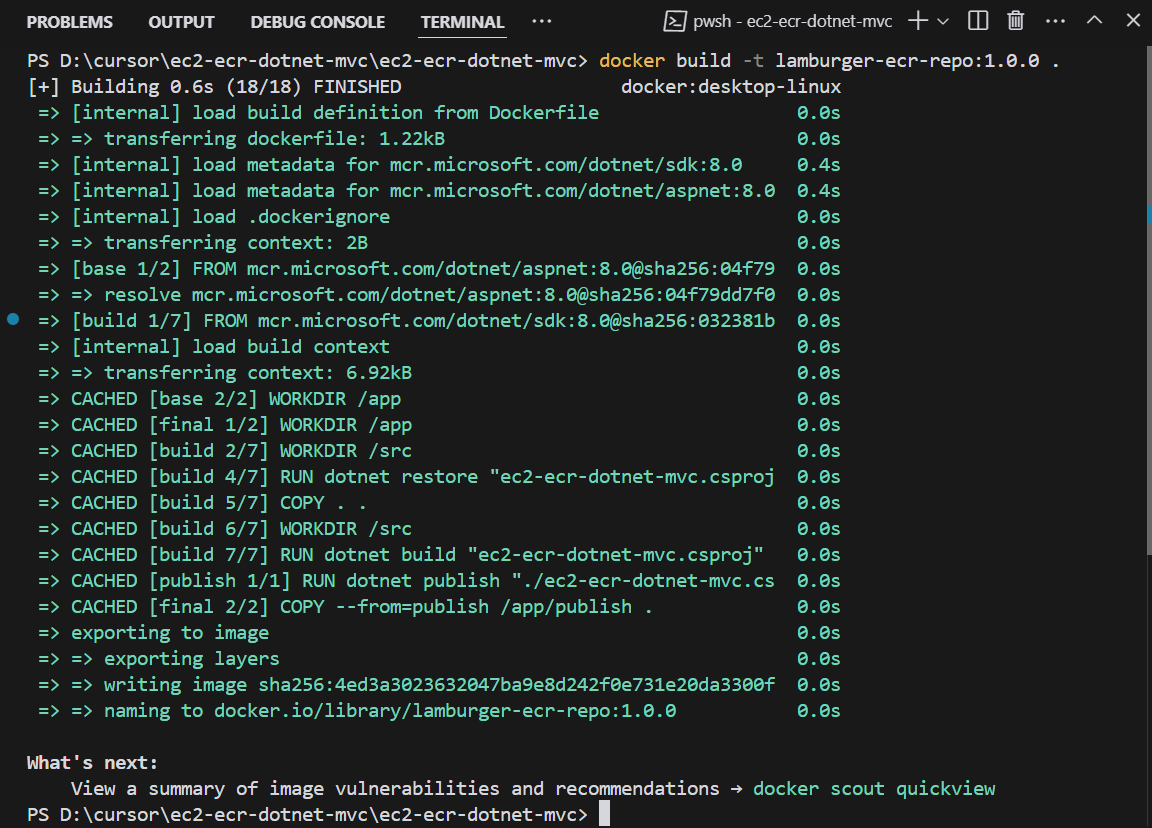 PROBLEMS OUTPUT DEBUG CONSOLE TERMINAL ··· pwsh - ec2-ecr-dotnet-mvc
PS D:\cursor\ec2-ecr-dotnet-mvc\ec2-ecr-dotnet-mvc> docker build -t lamburger-ecr-repo:1.0.0 .
[+] Building 0.6s (18/18) FINISHED docker:desktop-linux
=> [internal] load build definition from Dockerfile 0.0s
=> => transferring dockerfile: 1.22kB 0.0s
=> [internal] load metadata for mcr.microsoft.com/dotnet/sdk:8.0 0.4s
=> [internal] load metadata for mcr.microsoft.com/dotnet/aspnet:8.0 0.4s
=> [internal] load .dockerignore 0.0s
=> => transferring context: 2B 0.0s
=> [base 1/2] FROM mcr.microsoft.com/dotnet/aspnet:8.0@sha256:04f79 0.0s
=> => resolve mcr.microsoft.com/dotnet/aspnet:8.0@sha256:04f79dd7f0 0.0s
=> [build 1/7] FROM mcr.microsoft.com/dotnet/sdk:8.0@sha256:032381b 0.0s
=> [internal] load build context 0.0s
=> => transferring context: 6.92kB 0.0s
=> CACHED [base 2/2] WORKDIR /app 0.0s
=> CACHED [final 1/2] WORKDIR /app 0.0s
=> CACHED [build 2/7] WORKDIR /src 0.0s
=> CACHED [build 4/7] RUN dotnet restore "ec2-ecr-dotnet-mvc.csproj 0.0s
=> CACHED [build 5/7] COPY . . 0.0s
=> CACHED [build 6/7] WORKDIR /src 0.0s
=> CACHED [build 7/7] RUN dotnet build "ec2-ecr-dotnet-mvc.csproj" 0.0s
=> CACHED [publish 1/1] RUN dotnet publish "./ec2-ecr-dotnet-mvc.cs 0.0s
=> CACHED [final 2/2] COPY --from=publish /app/publish . 0.0s
=> exporting to image 0.0s
=> => exporting layers 0.0s
=> => writing image sha256:4ed3a3023632047ba9e8d242f0e731e20da3300f 0.0s
=> => naming to docker.io/library/lamburger-ecr-repo:1.0.0 0.0s
What's next:
View a summary of image vulnerabilities and recommendations → docker scout quickview
PS D:\cursor\ec2-ecr-dotnet-mvc\ec2-ecr-dotnet-mvc>